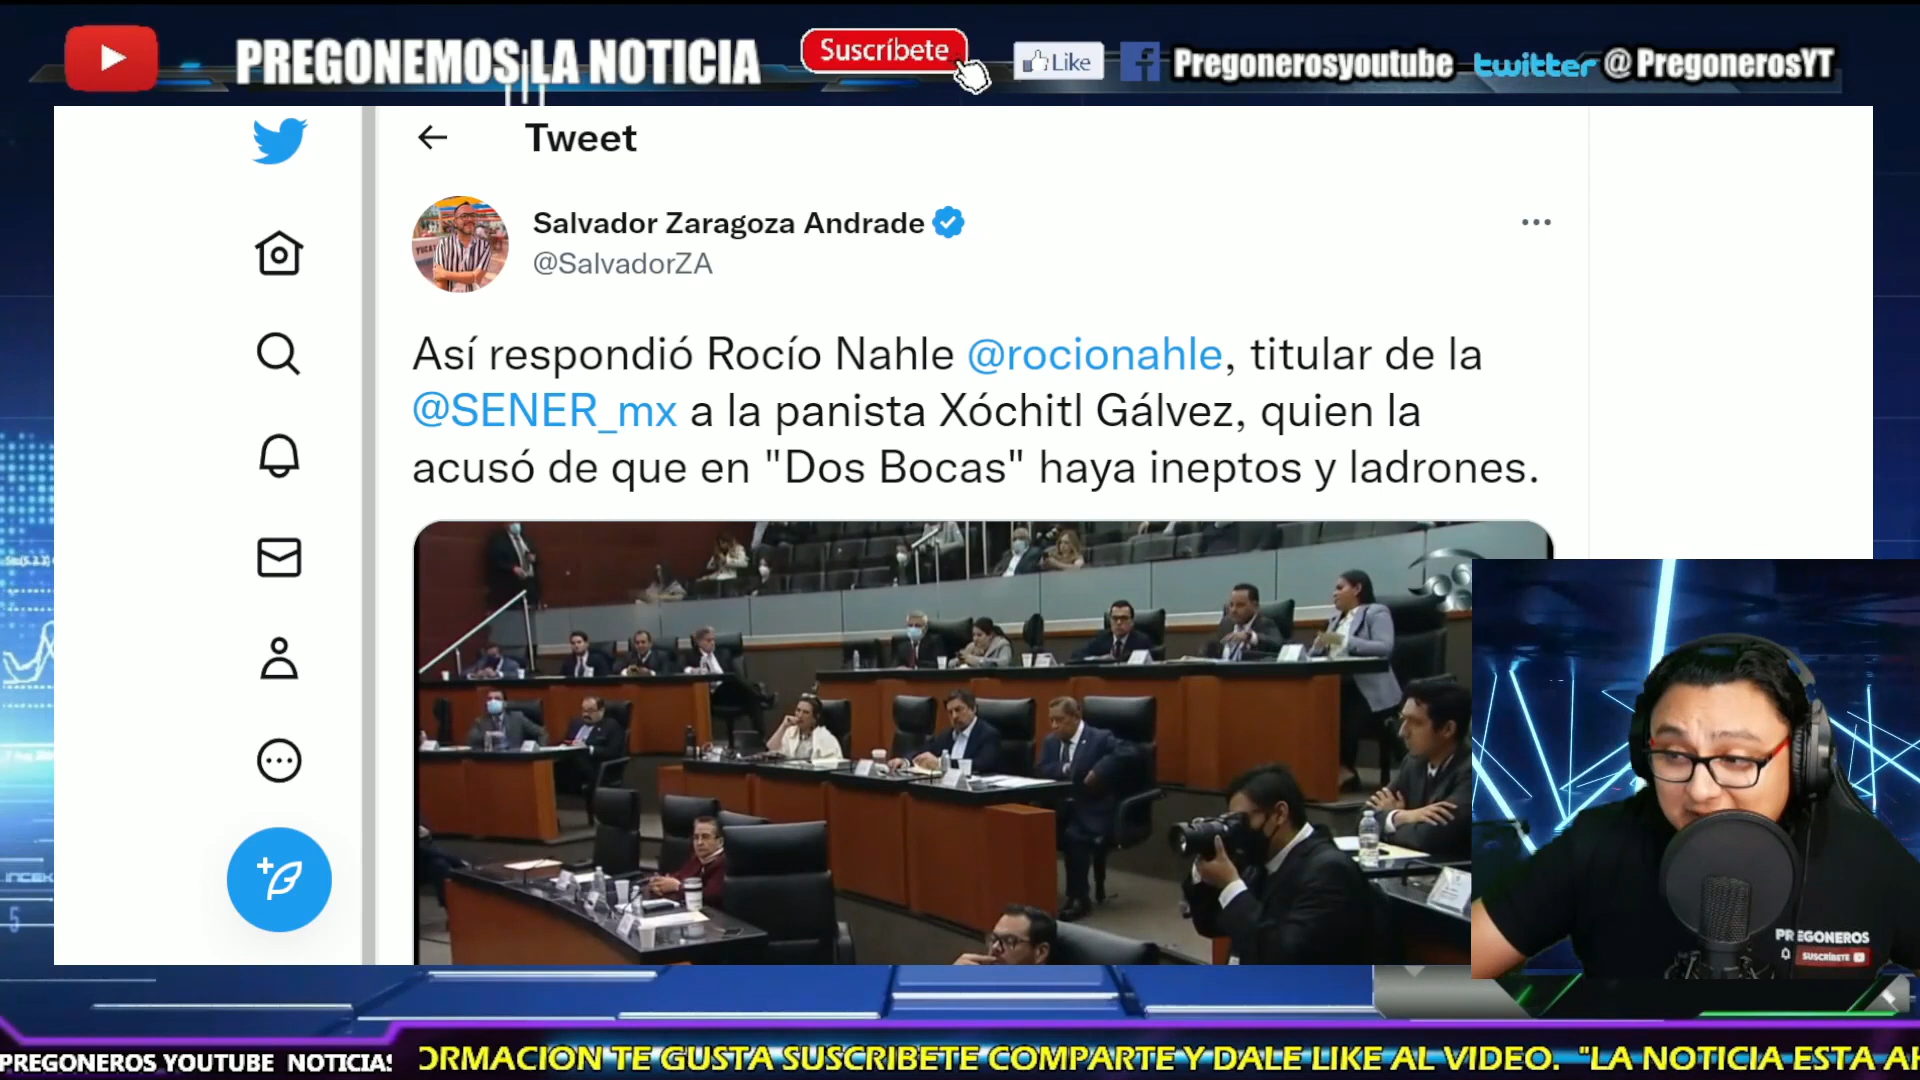 PREGONEMOS LA NOTICIA
Suscríbete
Like
Pregonerosyoutube
twitter @PregonerosYT
Tweet
Salvador Zaragoza Andrade
@SalvadorZA
Así respondió Rocío Nahle @rocionahle, titular de la
@SENER_mx a la panista Xóchitl Gálvez, quien la
acusó de que en "Dos Bocas" haya ineptos y ladrones.
PREGONEROS
SUSCRÍBETE
PREGONEROS YOUTUBE NOTICIAS
ORMACION TE GUSTA SUSCRIBETE COMPARTE Y DALE LIKE AL VIDEO. "LA NOTICIA ESTA AH